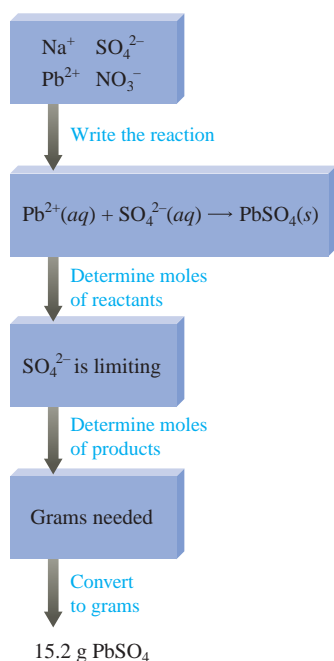 Na⁺ SO₄²⁻
Pb²⁺ NO₃⁻
Write the reaction
Pb²⁺(aq) + SO₄²⁻(aq) ⟶ PbSO₄(s)
Determine moles
of reactants
SO₄²⁻ is limiting
Determine moles
of products
Grams needed
Convert
to grams
15.2 g PbSO₄